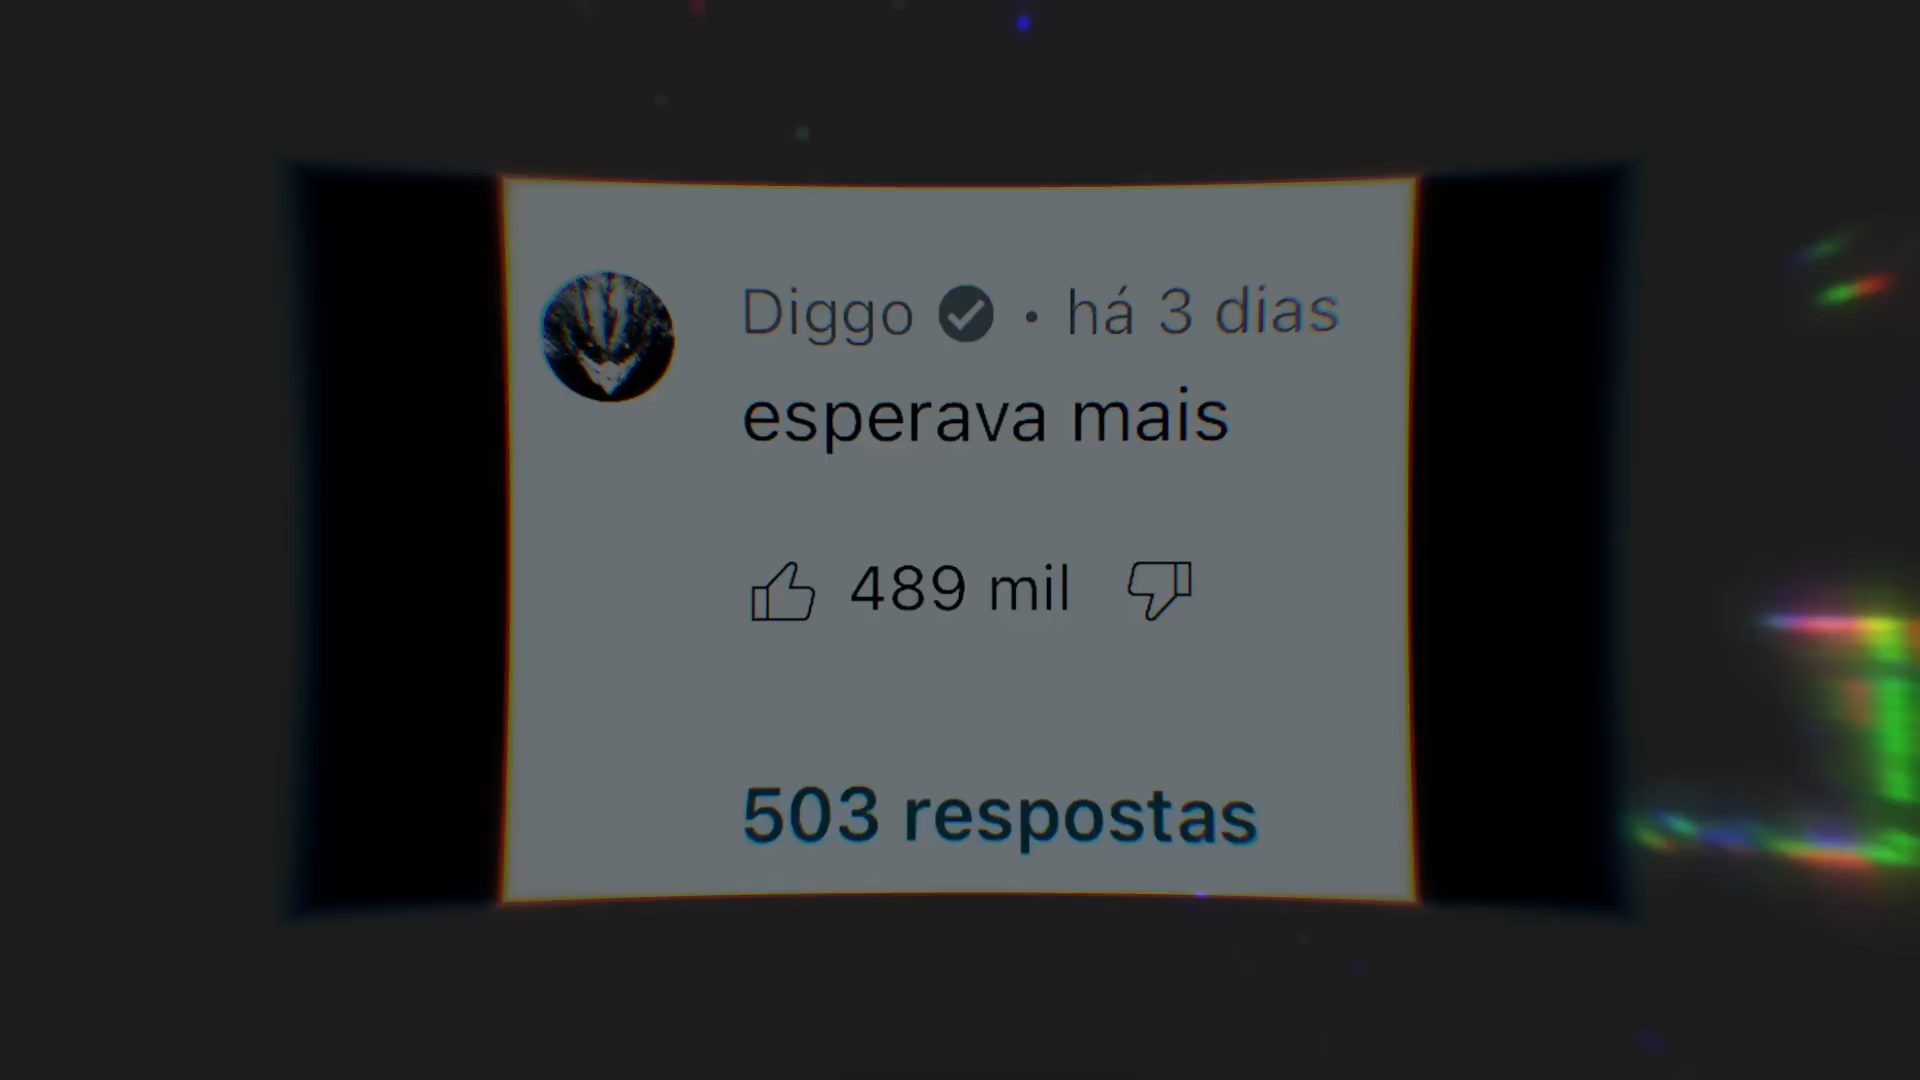 Diggo • há 3 dias
esperava mais
489 mil
503 respostas